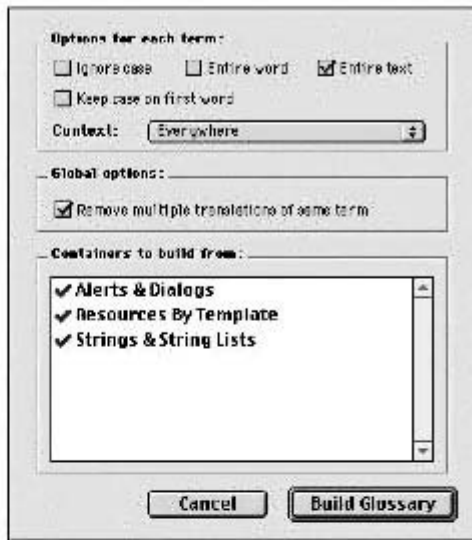 Options for each term:
Ignore case Entire word Entire text
Keep case on first word
Context: Everywhere
Global options:
Remove multiple translations of same term
Containers to build from:
Alerts & Dialogs
Resources By Template
Strings & String Lists
Cancel Build Glossary